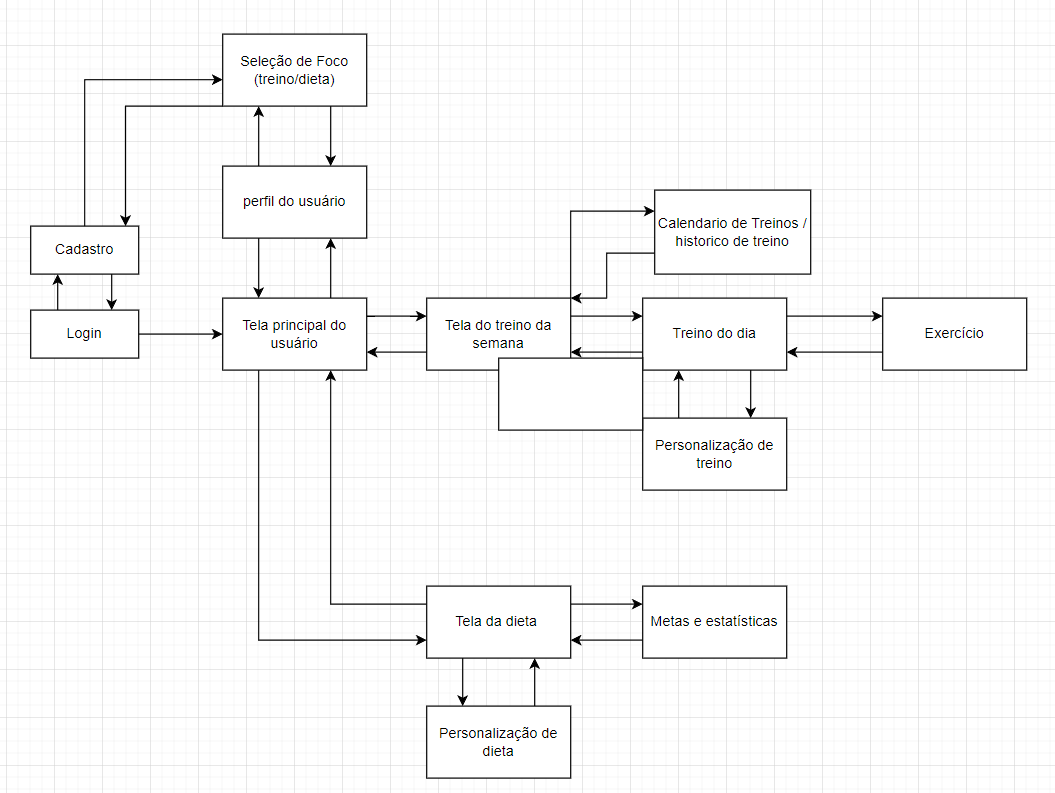 Seleção de Foco
(treino/dieta)
perfil do usuário
Cadastro
Login
Tela principal do
usuário
Tela do treino da
semana
Calendario de Treinos /
historico de treino
Treino do dia
Exercício
Personalização de
treino
Tela da dieta
Metas e estatísticas
Personalização de
dieta